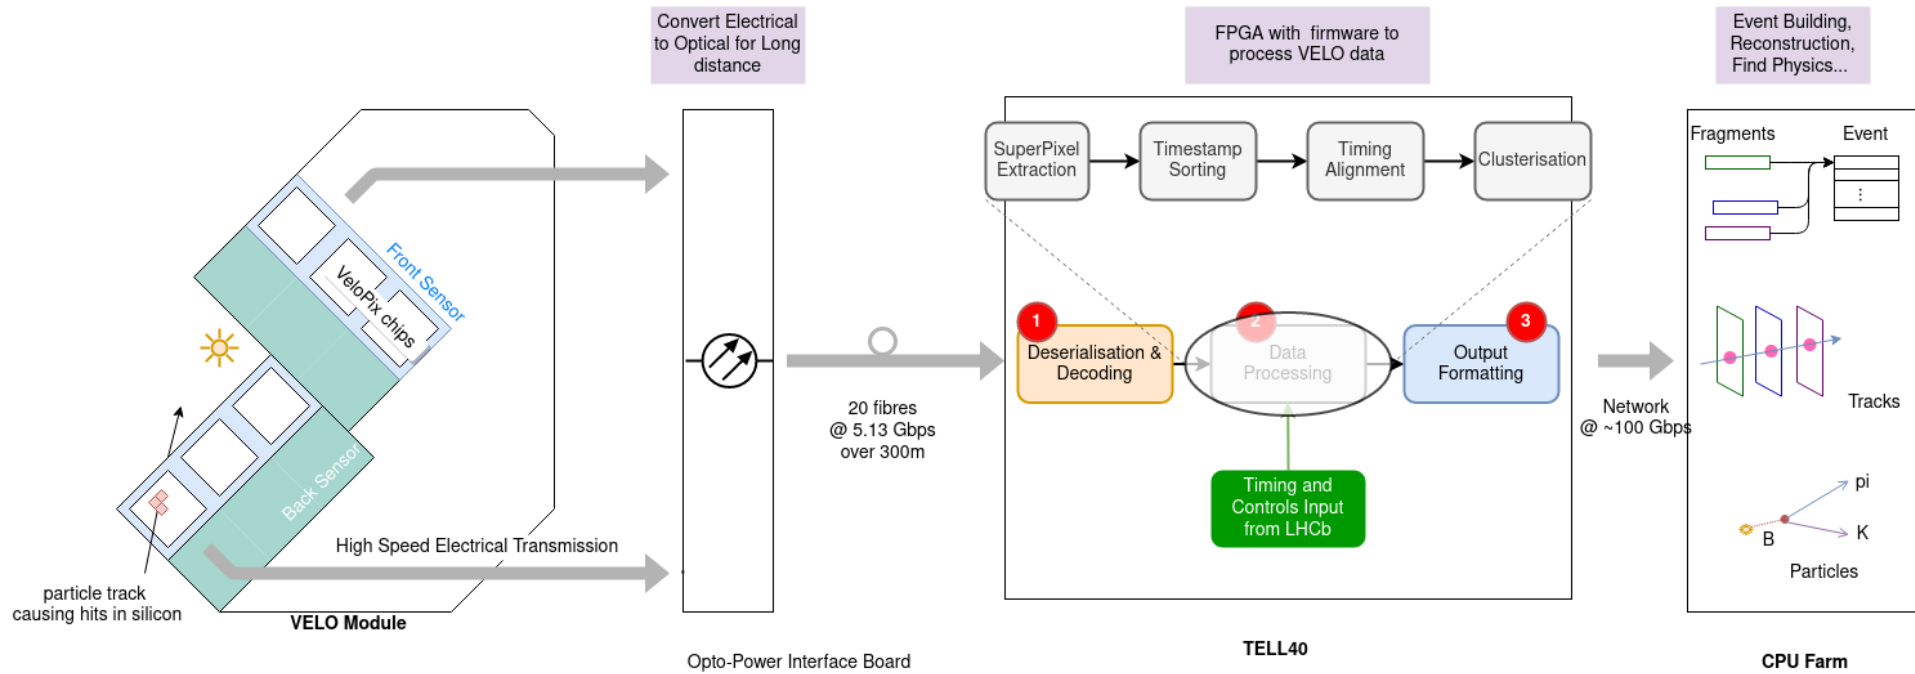 Convert Electrical
to Optical for Long
distance
FPGA with firmware to
process VELO data
Event Building,
Reconstruction,
Find Physics...
SuperPixel
Extraction
Timestamp
Sorting
Timing
Alignment
Clusterisation
Fragments
Event
Front Sensor
VeloPix chips
Back Sensor
High Speed Electrical Transmission
particle track
causing hits in silicon
VELO Module
20 fibres
@ 5.13 Gbps
over 300m
1
Deserialisation &
Decoding
2
Data
Processing
3
Output
Formatting
Timing and
Controls Input
from LHCb
Network
@ ~100 Gbps
Tracks
pi
B
K
Particles
Opto-Power Interface Board
TELL40
CPU Farm